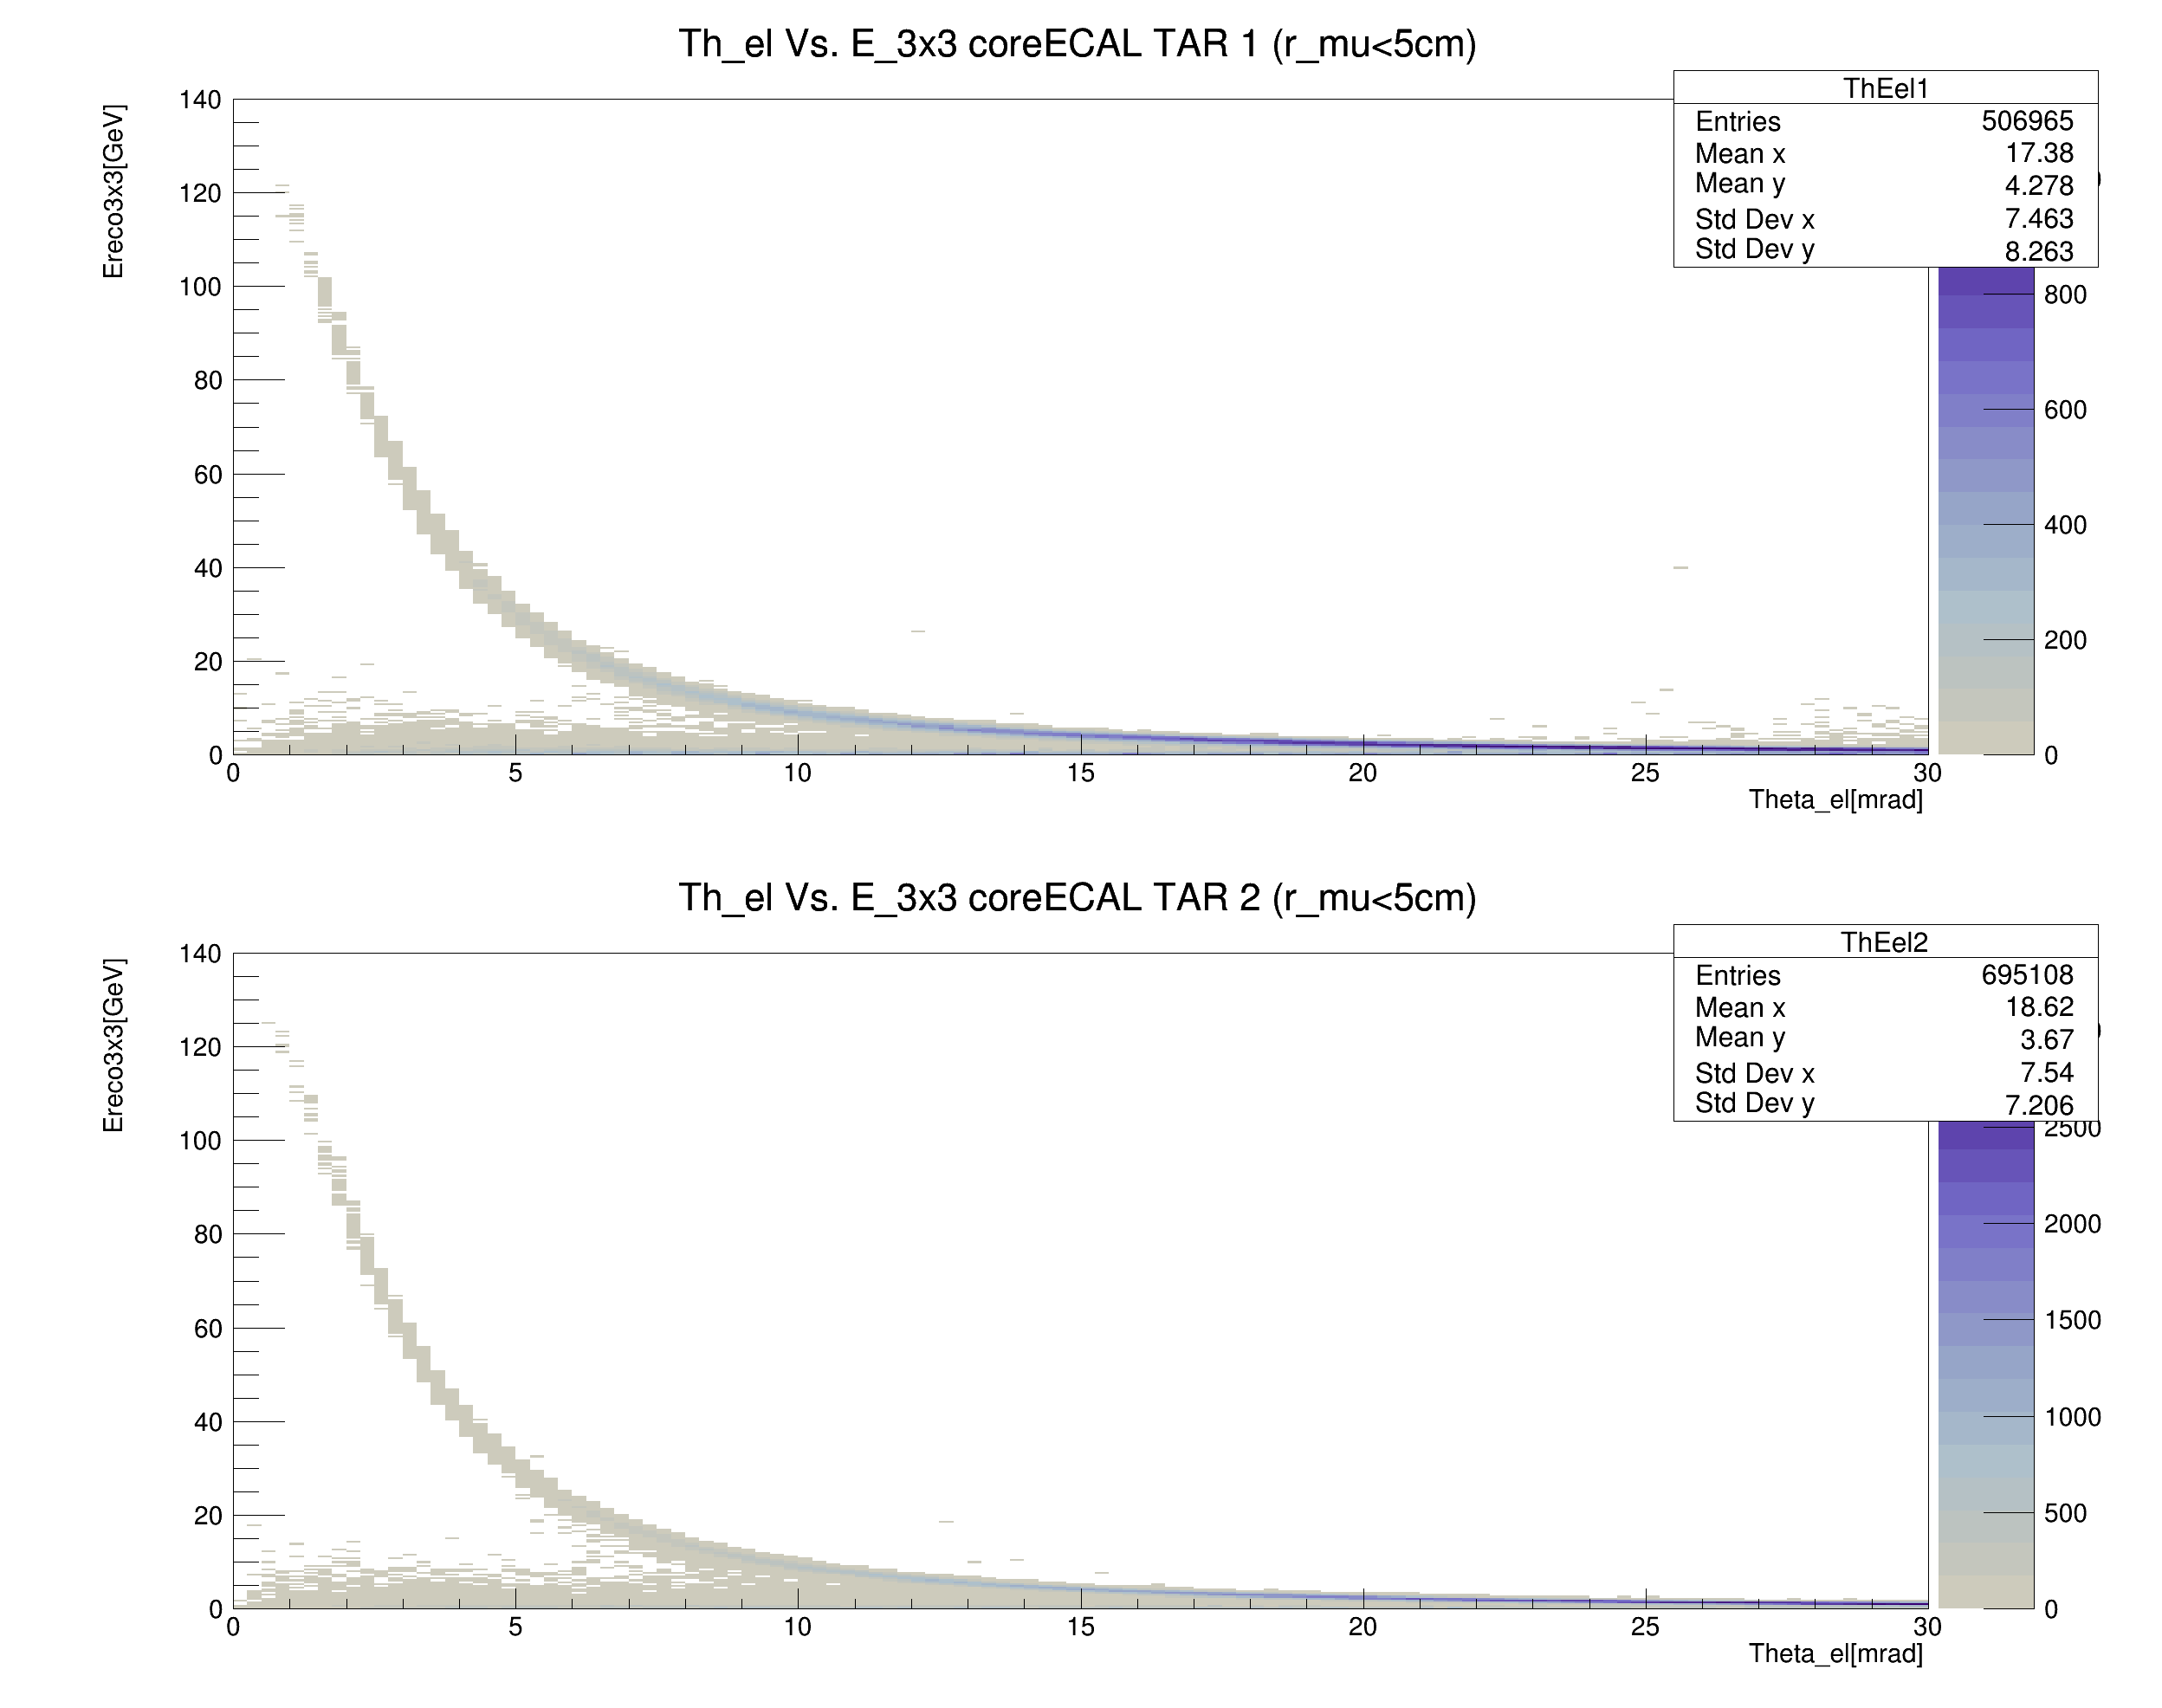 Th_el Vs. E_3x3 coreECAL TAR 1 (r_mu<5cm)
ThEel1
Entries 506965
Mean x 17.38
Mean y 4.278
Std Dev x 7.463
Std Dev y 8.263
Ereco3x3[GeV]
140
120
100
80
60
40
20
0
0 5 10 15 20 25 30
Theta_el[mrad]
800
600
400
200
0
Th_el Vs. E_3x3 coreECAL TAR 2 (r_mu<5cm)
ThEel2
Entries 695108
Mean x 18.62
Mean y 3.67
Std Dev x 7.54
Std Dev y 7.206
Ereco3x3[GeV]
140
120
100
80
60
40
20
0
0 5 10 15 20 25 30
Theta_el[mrad]
2500
2000
1500
1000
500
0